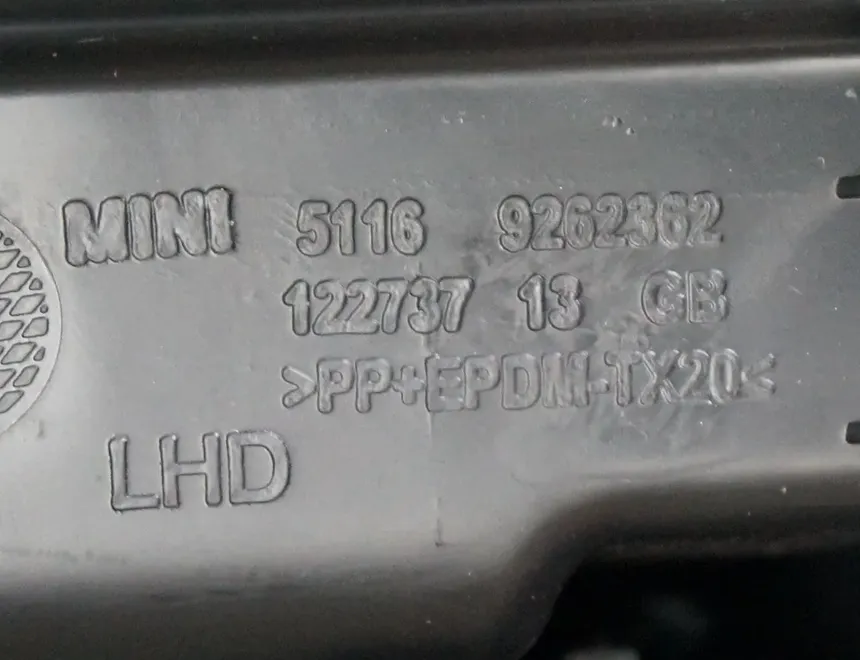 MINI 5116 9262362
122737 13 GB
>PP+EPDM-TX20<
LHD